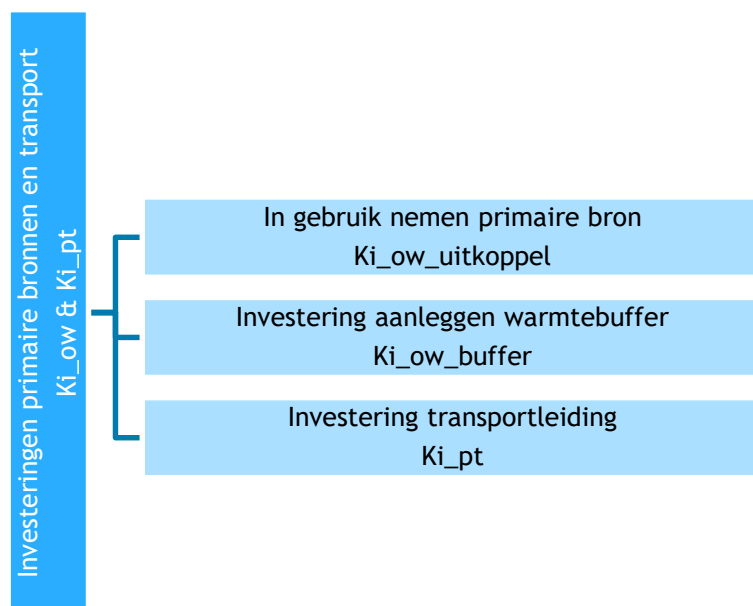 Investeringen primaire bronnen en transport
Ki_ow & Ki_pt
In gebruik nemen primaire bron
Ki_ow_uitkoppel
Investering aanleggen warmtebuffer
Ki_ow_buffer
Investering transportleiding
Ki_pt